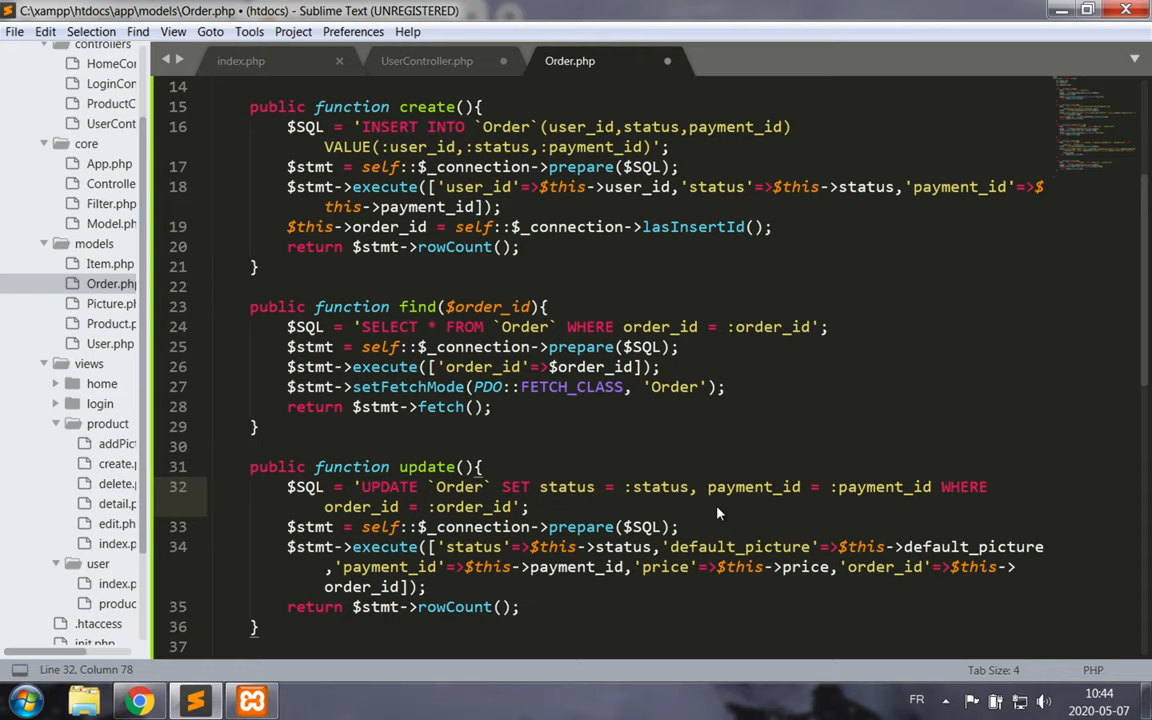 C:\xampp\htdocs\app\models\Order.php • (htdocs) - Sublime Text (UNREGISTERED)
File Edit Selection Find View Goto Tools Project Preferences Help
controllers
HomeCor
LoginCon
ProductC
UserCont
core
App.php
Controlle
Filter.php
Model.ph
models
Item.php
Order.php
Picture.pl
Product.p
User.php
views
home
login
product
addPict
create.p
delete.p
detail.p
edit.ph
index.p
user
index.p
produc
.htaccess
init.php
index.php
UserController.php
Order.php
14
15 public function create(){
16 $SQL = 'INSERT INTO `Order`(user_id,status,payment_id)
VALUE(:user_id,:status,:payment_id)';
17 $stmt = self::$_connection->prepare($SQL);
18 $stmt->execute(['user_id'=>$this->user_id,'status'=>$this->status,'payment_id'=>$
this->payment_id]);
19 $this->order_id = self::$_connection->lasInsertId();
20 return $stmt->rowCount();
21 }
22
23 public function find($order_id){
24 $SQL = 'SELECT * FROM `Order` WHERE order_id = :order_id';
25 $stmt = self::$_connection->prepare($SQL);
26 $stmt->execute(['order_id'=>$order_id]);
27 $stmt->setFetchMode(PDO::FETCH_CLASS, 'Order');
28 return $stmt->fetch();
29 }
30
31 public function update(){
32 $SQL = 'UPDATE `Order` SET status = :status, payment_id = :payment_id WHERE
order_id = :order_id';
33 $stmt = self::$_connection->prepare($SQL);
34 $stmt->execute(['status'=>$this->status,'default_picture'=>$this->default_picture
,'payment_id'=>$this->payment_id,'price'=>$this->price,'order_id'=>$this->
order_id]);
35 return $stmt->rowCount();
36 }
37
Line 32, Column 78
Tab Size: 4
PHP
FR
10:44
2020-05-07